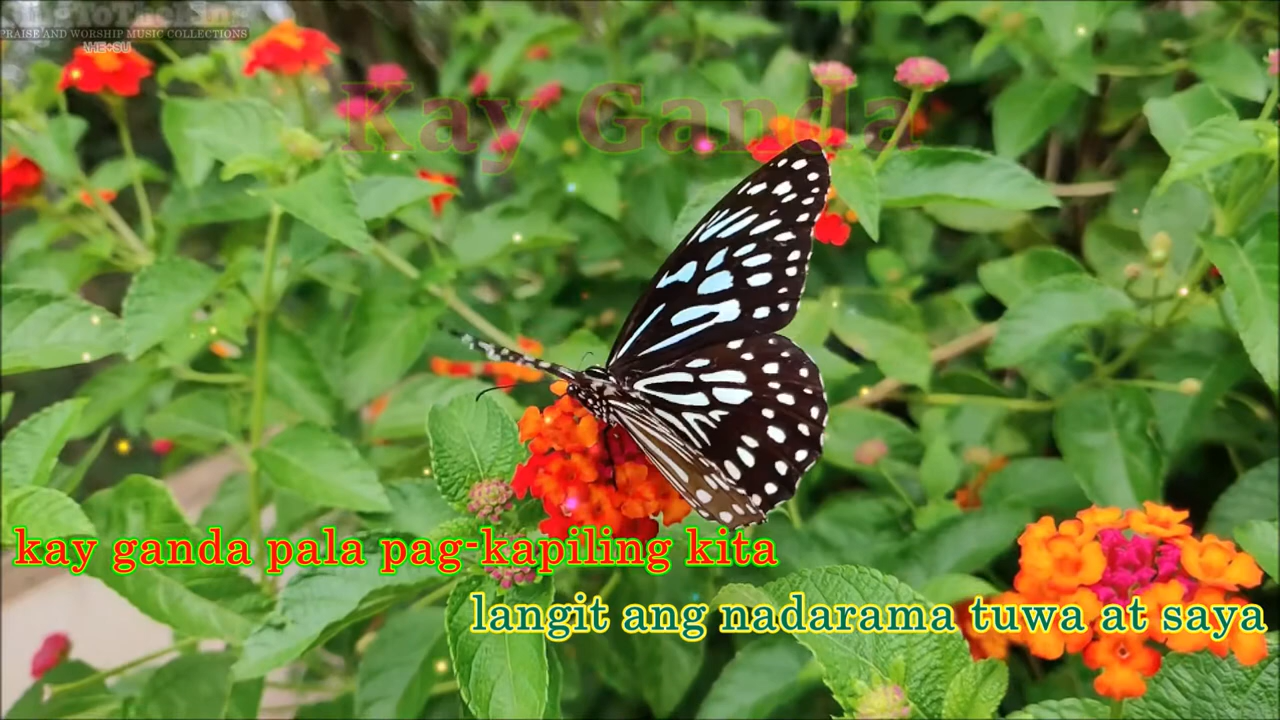 SingToTheKing
PRAISE AND WORSHIP MUSIC COLLECTIONS
Kay Ganda
kay ganda pala pag-kapiling kita
langit ang nadarama tuwa at saya